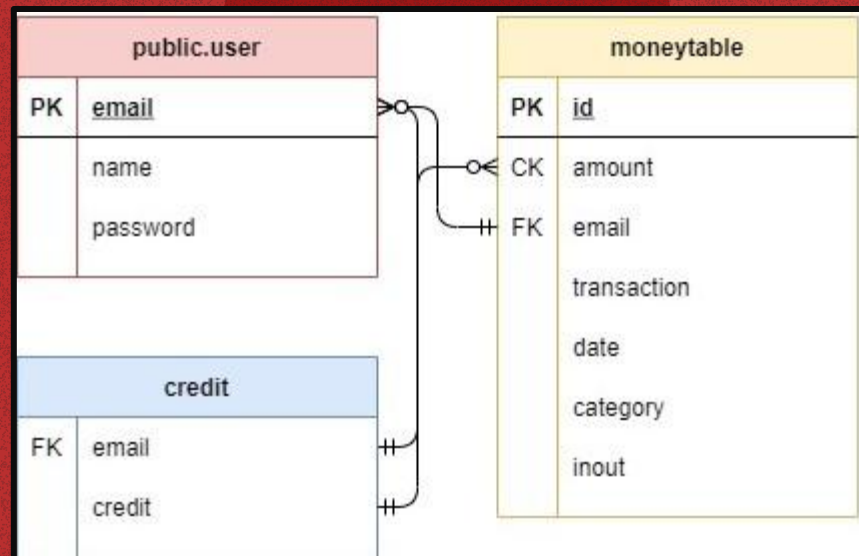 public.user
PK email
name
password
credit
FK email
credit
moneytable
PK id
CK amount
FK email
transaction
date
category
inout